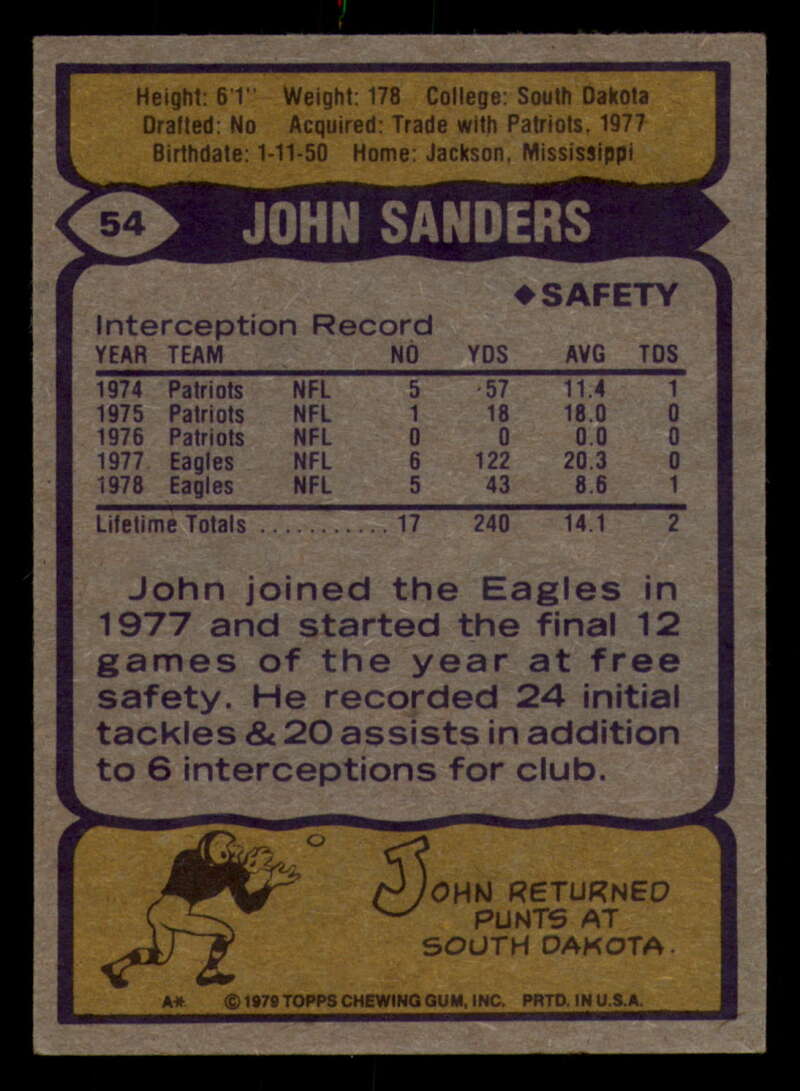 Height: 6'1" Weight: 178 College: South Dakota
Drafted: No Acquired: Trade with Patriots, 1977
Birthdate: 1-11-50 Home: Jackson, Mississippi
54 JOHN SANDERS
◆SAFETY
Interception Record
YEAR TEAM NO YDS AVG TDS
1974 Patriots NFL 5 57 11.4 1
1975 Patriots NFL 1 18 18.0 0
1976 Patriots NFL 0 0 0.0 0
1977 Eagles NFL 6 122 20.3 0
1978 Eagles NFL 5 43 8.6 1
Lifetime Totals ........... 17 240 14.1 2
John joined the Eagles in
1977 and started the final 12
games of the year at free
safety. He recorded 24 initial
tackles & 20 assists in addition
to 6 interceptions for club.
JOHN RETURNED
PUNTS AT
SOUTH DAKOTA.
A* ©1979 TOPPS CHEWING GUM, INC. PRTD. IN U.S.A.